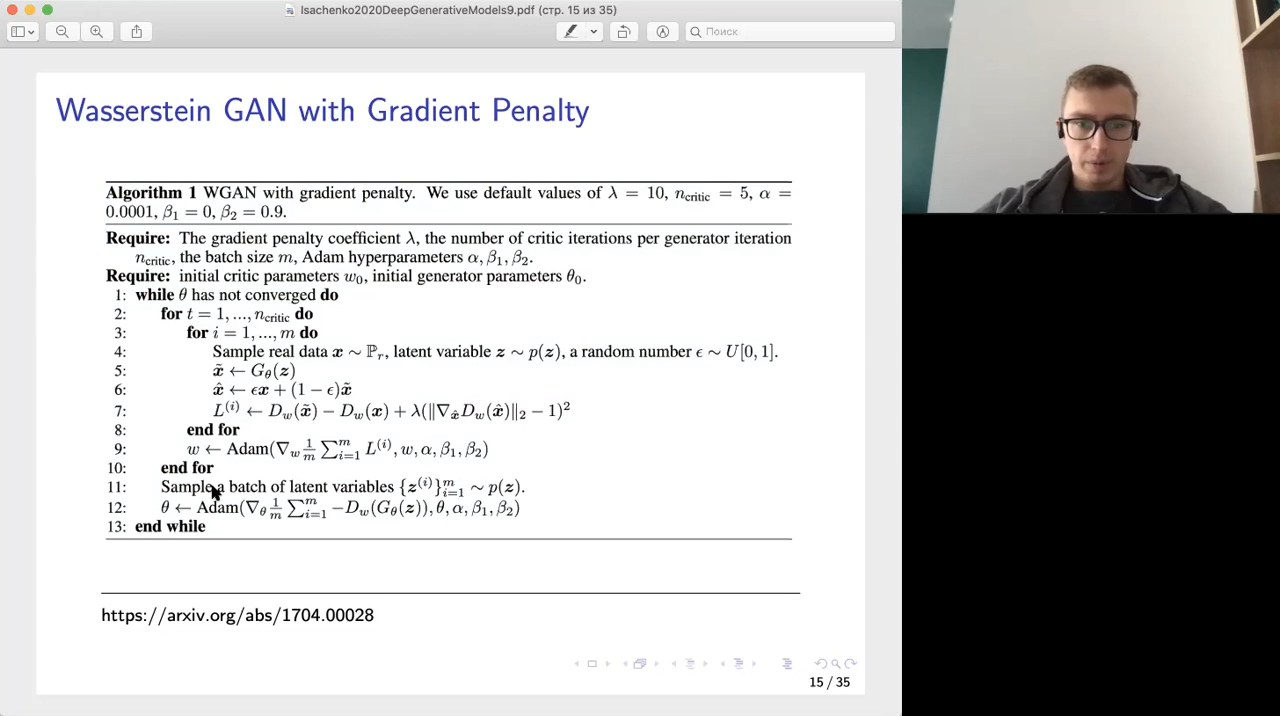 Isachenko2020DeepGenerativeModels9.pdf (стр. 15 из 35)
Поиск
Wasserstein GAN with Gradient Penalty
Algorithm 1 WGAN with gradient penalty. We use default values of λ = 10, n_critic = 5, α =
0.0001, β₁ = 0, β₂ = 0.9.
Require: The gradient penalty coefficient λ, the number of critic iterations per generator iteration
n_critic, the batch size m, Adam hyperparameters α, β₁, β₂.
Require: initial critic parameters w₀, initial generator parameters θ₀.
1: while θ has not converged do
2: for t = 1, ..., n_critic do
3: for i = 1, ..., m do
4: Sample real data x ∼ ℙ_r, latent variable z ∼ p(z), a random number ϵ ∼ U[0, 1].
5: x̃ ← G_θ(z)
6: x̂ ← ϵx + (1 − ϵ)x̃
7: L^(i) ← D_w(x̃) − D_w(x) + λ(‖∇_x̂ D_w(x̂)‖₂ − 1)²
8: end for
9: w ← Adam(∇_w 1/m ∑_{i=1}^m L^(i), w, α, β₁, β₂)
10: end for
11: Sample a batch of latent variables {z^(i)}_{i=1}^m ∼ p(z).
12: θ ← Adam(∇_θ 1/m ∑_{i=1}^m −D_w(G_θ(z)), θ, α, β₁, β₂)
13: end while
https://arxiv.org/abs/1704.00028
15 / 35